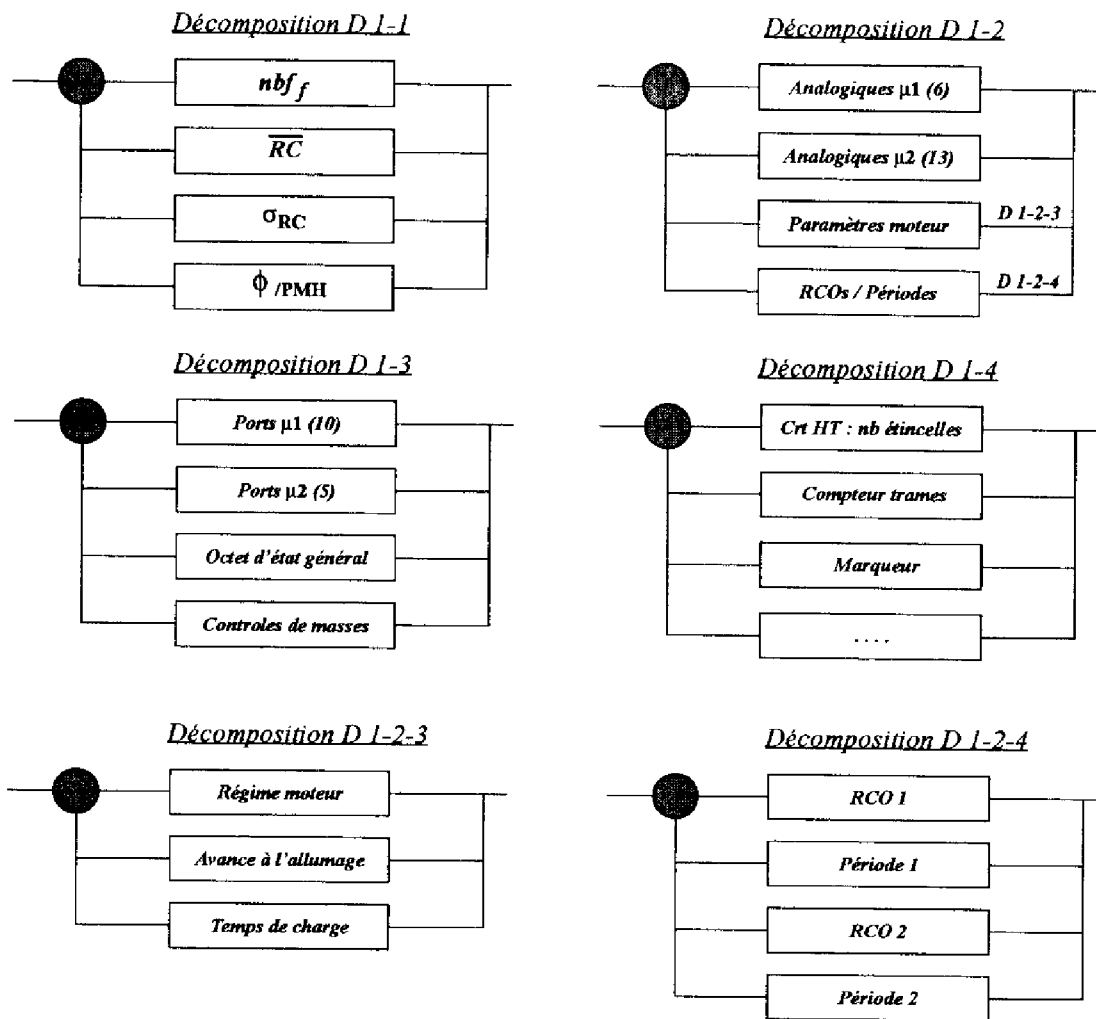 Décomposition D 1-1
nbf f
RC
σRC
ϕ /PMH
Décomposition D 1-2
Analogiques µ1 (6)
Analogiques µ2 (13)
Paramètres moteur
D 1-2-3
RCOs / Périodes
D 1-2-4
Décomposition D 1-3
Ports µ1 (10)
Ports µ2 (5)
Octet d'état général
Controles de masses
Décomposition D 1-4
Crt HT : nb étincelles
Compteur trames
Marqueur
. . . .
Décomposition D 1-2-3
Régime moteur
Avance à l'allumage
Temps de charge
Décomposition D 1-2-4
RCO 1
Période 1
RCO 2
Période 2